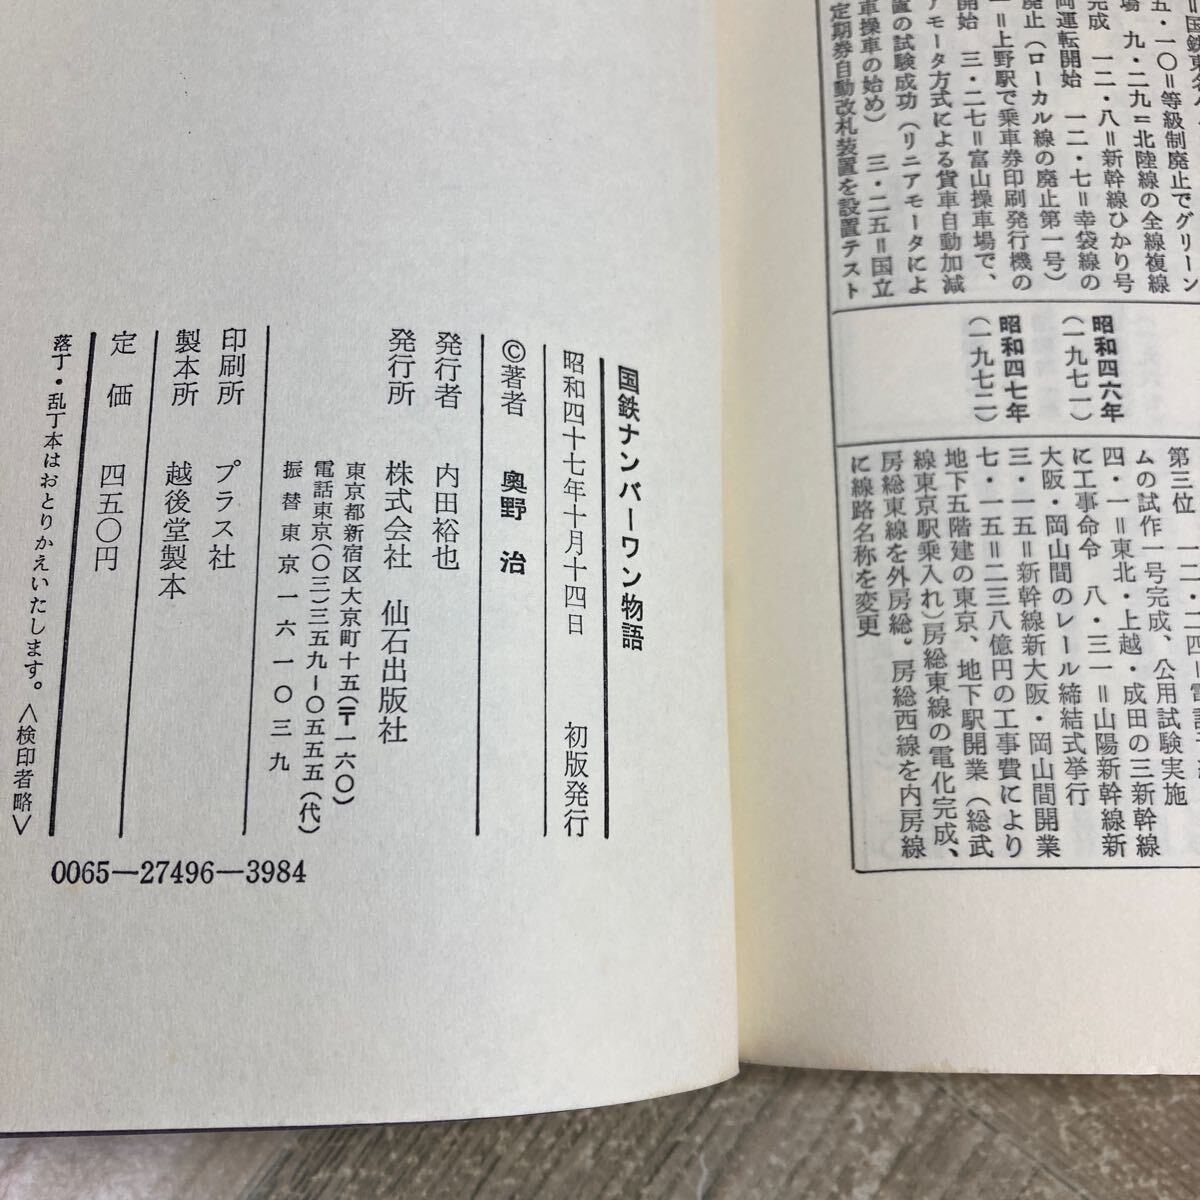 ＝国鉄東名
五・一〇＝等級制廃止でグリーン
場　九・二九＝北陸線の全線複線
完成　一二・八＝新幹線ひかり号
岡運転開始　一二・七＝幸袋線の
廃止（ローカル線の廃止第一号）
一＝上野駅で乗車券印刷発行機の
開始　三・二七＝富山操車場で、
アモータ方式による貨車自動加減
置の試験成功（リニアモータによ
車操車の始め）　三・二五＝国立
定期券自動改札装置を設置テスト
昭和四六年
（一九七一）
昭和四七年
（一九七二）
第三位　一二・二四＝電
ムの試作一号完成、公用試験実施
四・一＝東北・上越・成田の三新幹線
に工事命令　八・三一＝山陽新幹線新
大阪・岡山間のレール締結式挙行
三・一五＝新幹線新大阪・岡山間開業
七・一五＝二三八億円の工事費により
地下五階建の東京、地下駅開業（総武
線東京駅乗入れ）房総東線の電化完成、
房総東線を外房総。房総西線を内房線
に線路名称を変更
国鉄ナンバーワン物語
昭和四十七年十月十四日　初版発行
©著者　奥野　治
発行者　内田裕也
発行所　株式会社　仙石出版社
東京都新宿区大京町十五（〒一六〇）
電話東京（〇三）三五九―〇五五五（代）
振替東京一六一〇三九
印刷所　プラス社
製本所　越後堂製本
定価　四五〇円
落丁・乱丁本はおとりかえいたします。〈検印者略〉
0065―27496―3984